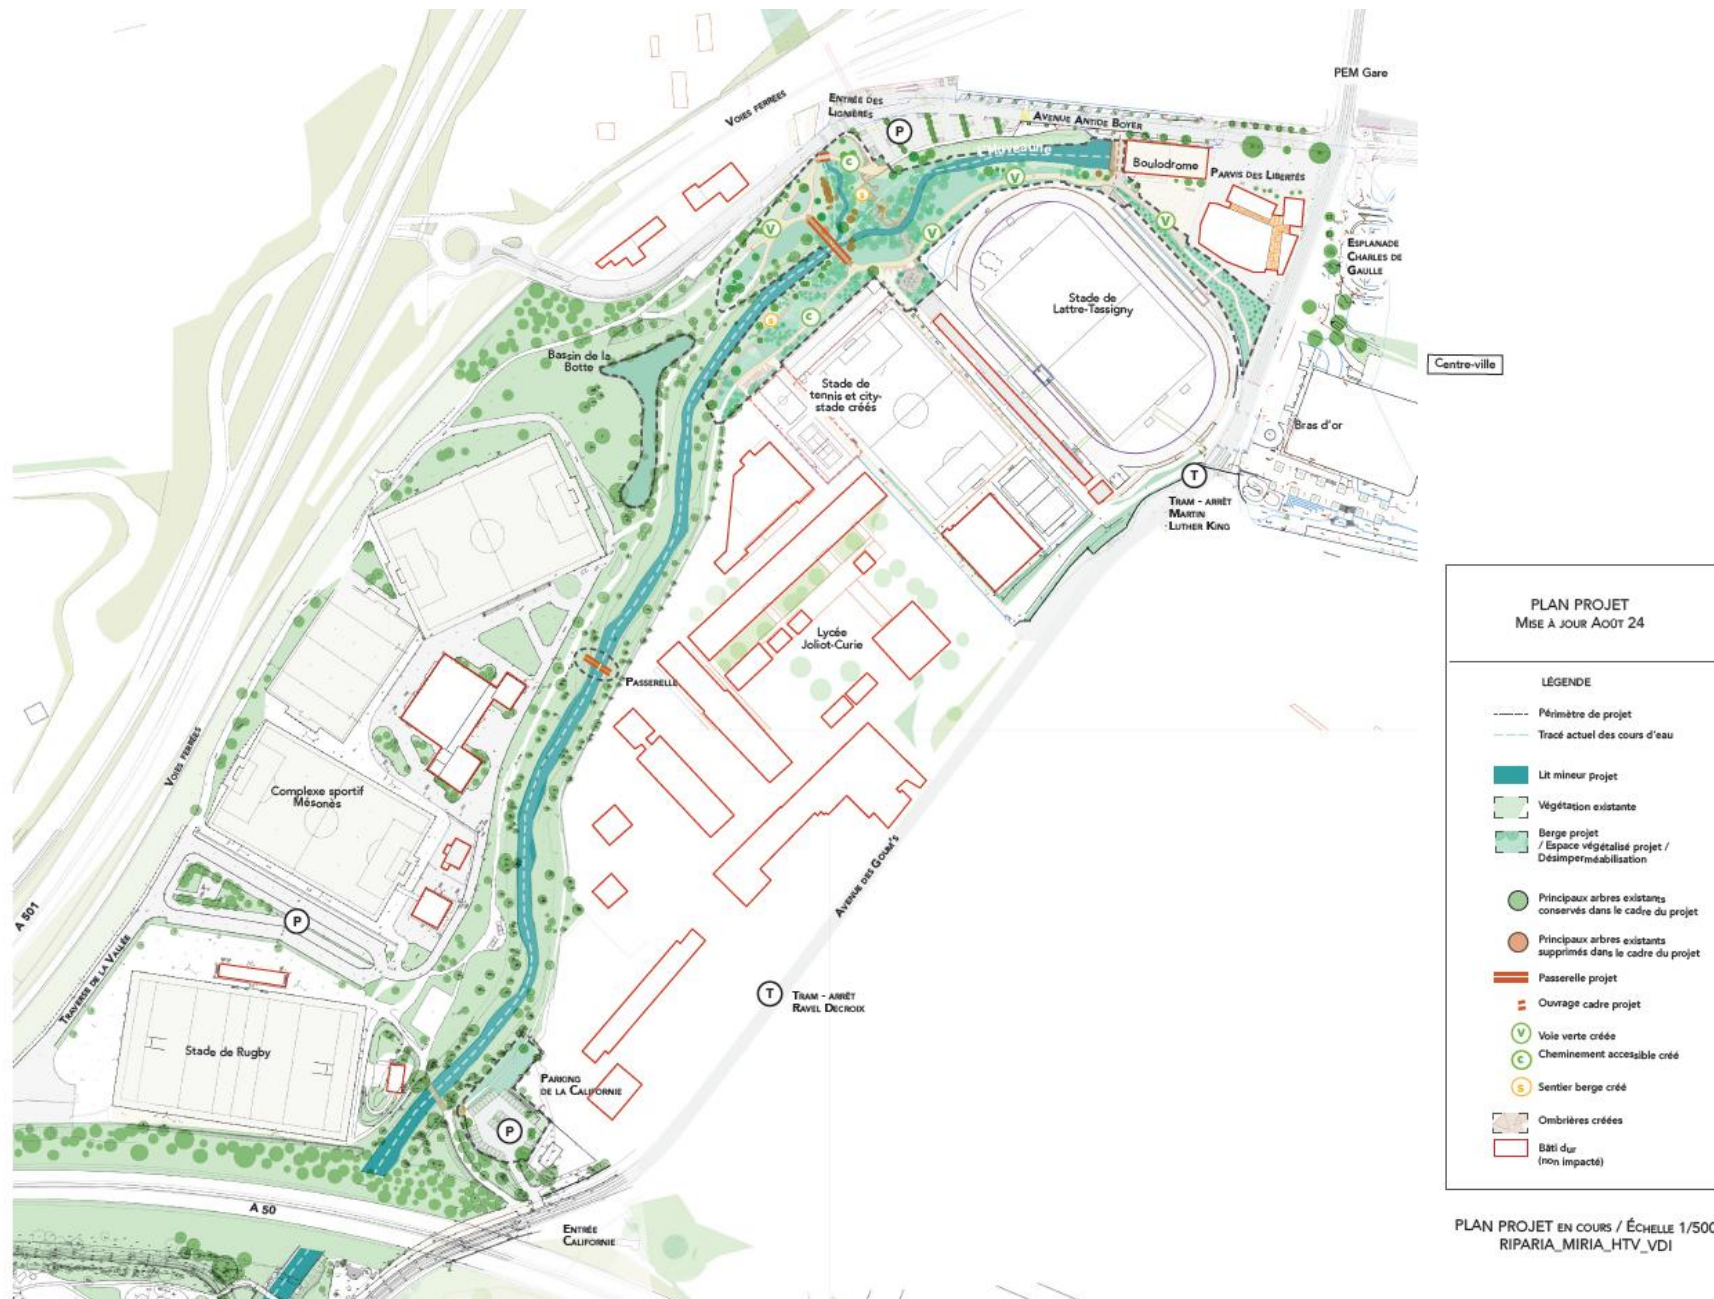 PEM Gare
Voies ferrées
Entrée des
Lignières
P
Avenue Antide Boyer
L'Huveaune
Boulodrome
Parvis des Libertés
C
S
V
V
V
V
Esplanade
Charles de
Gaulle
Stade de
Lattre-Tassigny
S
C
Bassin de la
Botte
Centre-ville
Stade de
tennis et city-
stade créés
Bras d'or
T
Tram - arrêt
Martin
Luther King
Lycée
Joliot-Curie
Passerelle
Voies ferrées
Complexe sportif
Mésonès
Avenue des Goum's
A 501
P
Traverse de la Vallée
T
Tram - arrêt
Ravel Decroix
Stade de Rugby
Parking
de la Californie
P
A 50
Entrée
Californie
PLAN PROJET
Mise à jour Août 24
LÉGENDE
Périmètre de projet
Tracé actuel des cours d'eau
Lit mineur projet
Végétation existante
Berge projet
/ Espace végétalisé projet /
Désimperméabilisation
Principaux arbres existants
conservés dans le cadre du projet
Principaux arbres existants
supprimés dans le cadre du projet
Passerelle projet
Ouvrage cadre projet
V Voie verte créée
C Cheminement accessible créé
S Sentier berge créé
Ombrières créées
Bâti dur
(non impacté)
PLAN PROJET en cours / Échelle 1/500
RIPARIA_MIRIA_HTV_VDI